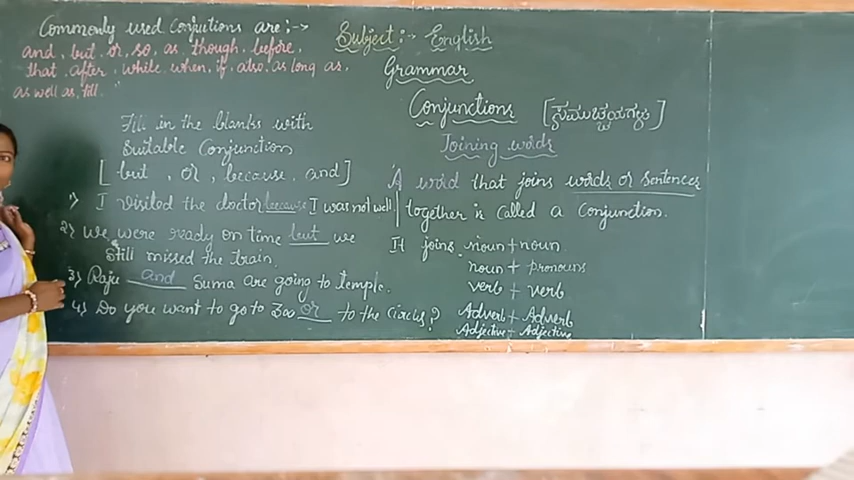 Commonly used Conjuctions are :->
and, but, or, so, as, though, before,
that, after, while, when, if, also, as long as,
as well as, till.
Subject :- English
Grammar
Conjunctions
Joining words
Fill in the blanks with
Suitable Conjunction
[ but, or, because, and ]
1) I visited the doctor because I was not well
2) We were ready on time but we
still missed the train.
3) Raju and Suma are going to temple.
4) Do you want to go to Zoo or to the Circus?
A word that joins words or sentences
together is called a Conjunction.
It joins. noun + noun
noun + pronouns
verb + verb
Adverb + Adverb
Adjective + Adjective